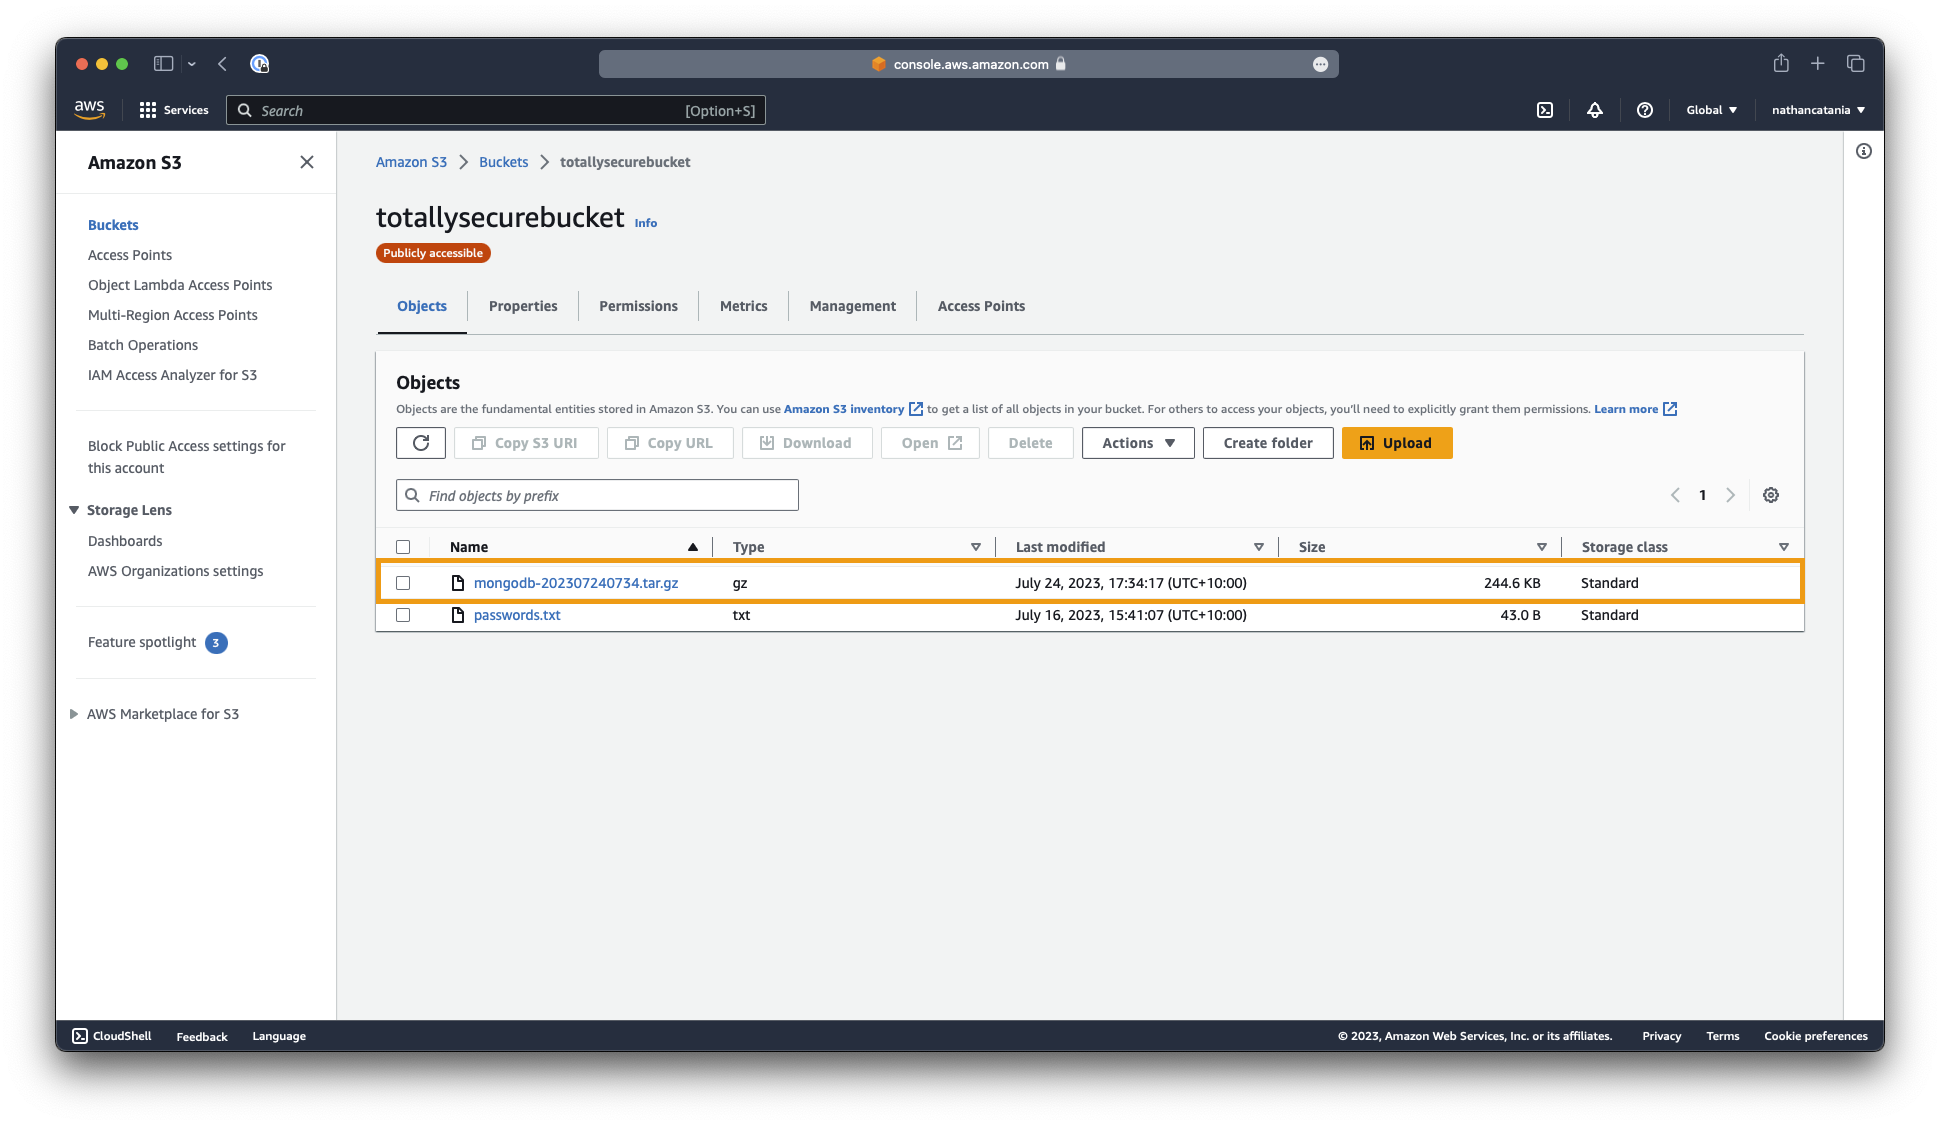 console.aws.amazon.com
aws
Services
Search
[Option+S]
Global
nathancatania
Amazon S3
Buckets
Access Points
Object Lambda Access Points
Multi-Region Access Points
Batch Operations
IAM Access Analyzer for S3
Block Public Access settings for
this account
Storage Lens
Dashboards
AWS Organizations settings
Feature spotlight 3
AWS Marketplace for S3
Amazon S3 > Buckets > totallysecurebucket
totallysecurebucket Info
Publicly accessible
Objects Properties Permissions Metrics Management Access Points
Objects
Objects are the fundamental entities stored in Amazon S3. You can use Amazon S3 inventory to get a list of all objects in your bucket. For others to access your objects, you'll need to explicitly grant them permissions. Learn more
Copy S3 URI Copy URL Download Open Delete Actions Create folder Upload
Find objects by prefix
1
Name Type Last modified Size Storage class
mongodb-202307240734.tar.gz gz July 24, 2023, 17:34:17 (UTC+10:00) 244.6 KB Standard
passwords.txt txt July 16, 2023, 15:41:07 (UTC+10:00) 43.0 B Standard
CloudShell Feedback Language
© 2023, Amazon Web Services, Inc. or its affiliates. Privacy Terms Cookie preferences